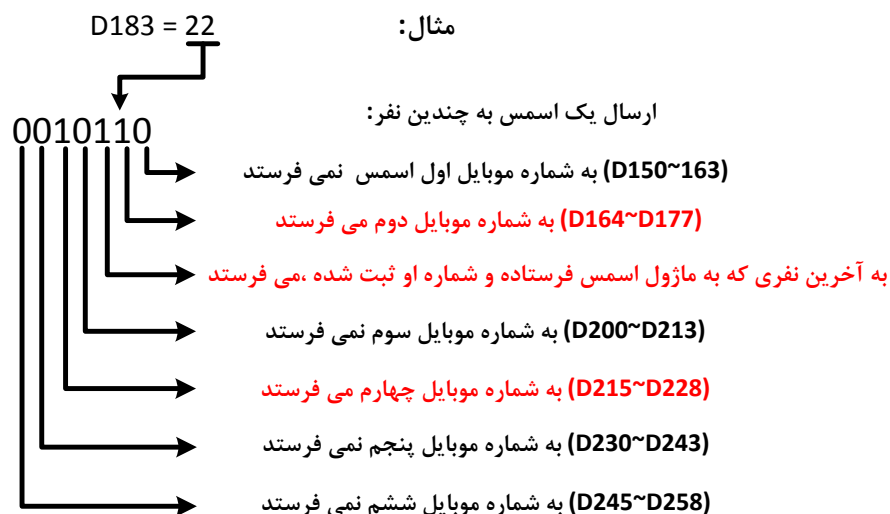 مثال:
D183 = 22
ارسال یک اسمس به چندین نفر:
0010110
(D150~163) به شماره موبایل اول اسمس نمی فرستد
(D164~D177) به شماره موبایل دوم می فرستد
به آخرین نفری که به ماژول اسمس فرستاده و شماره او ثبت شده ،می فرستد
(D200~D213) به شماره موبایل سوم نمی فرستد
(D215~D228) به شماره موبایل چهارم می فرستد
(D230~D243) به شماره موبایل پنجم نمی فرستد
(D245~D258) به شماره موبایل ششم نمی فرستد